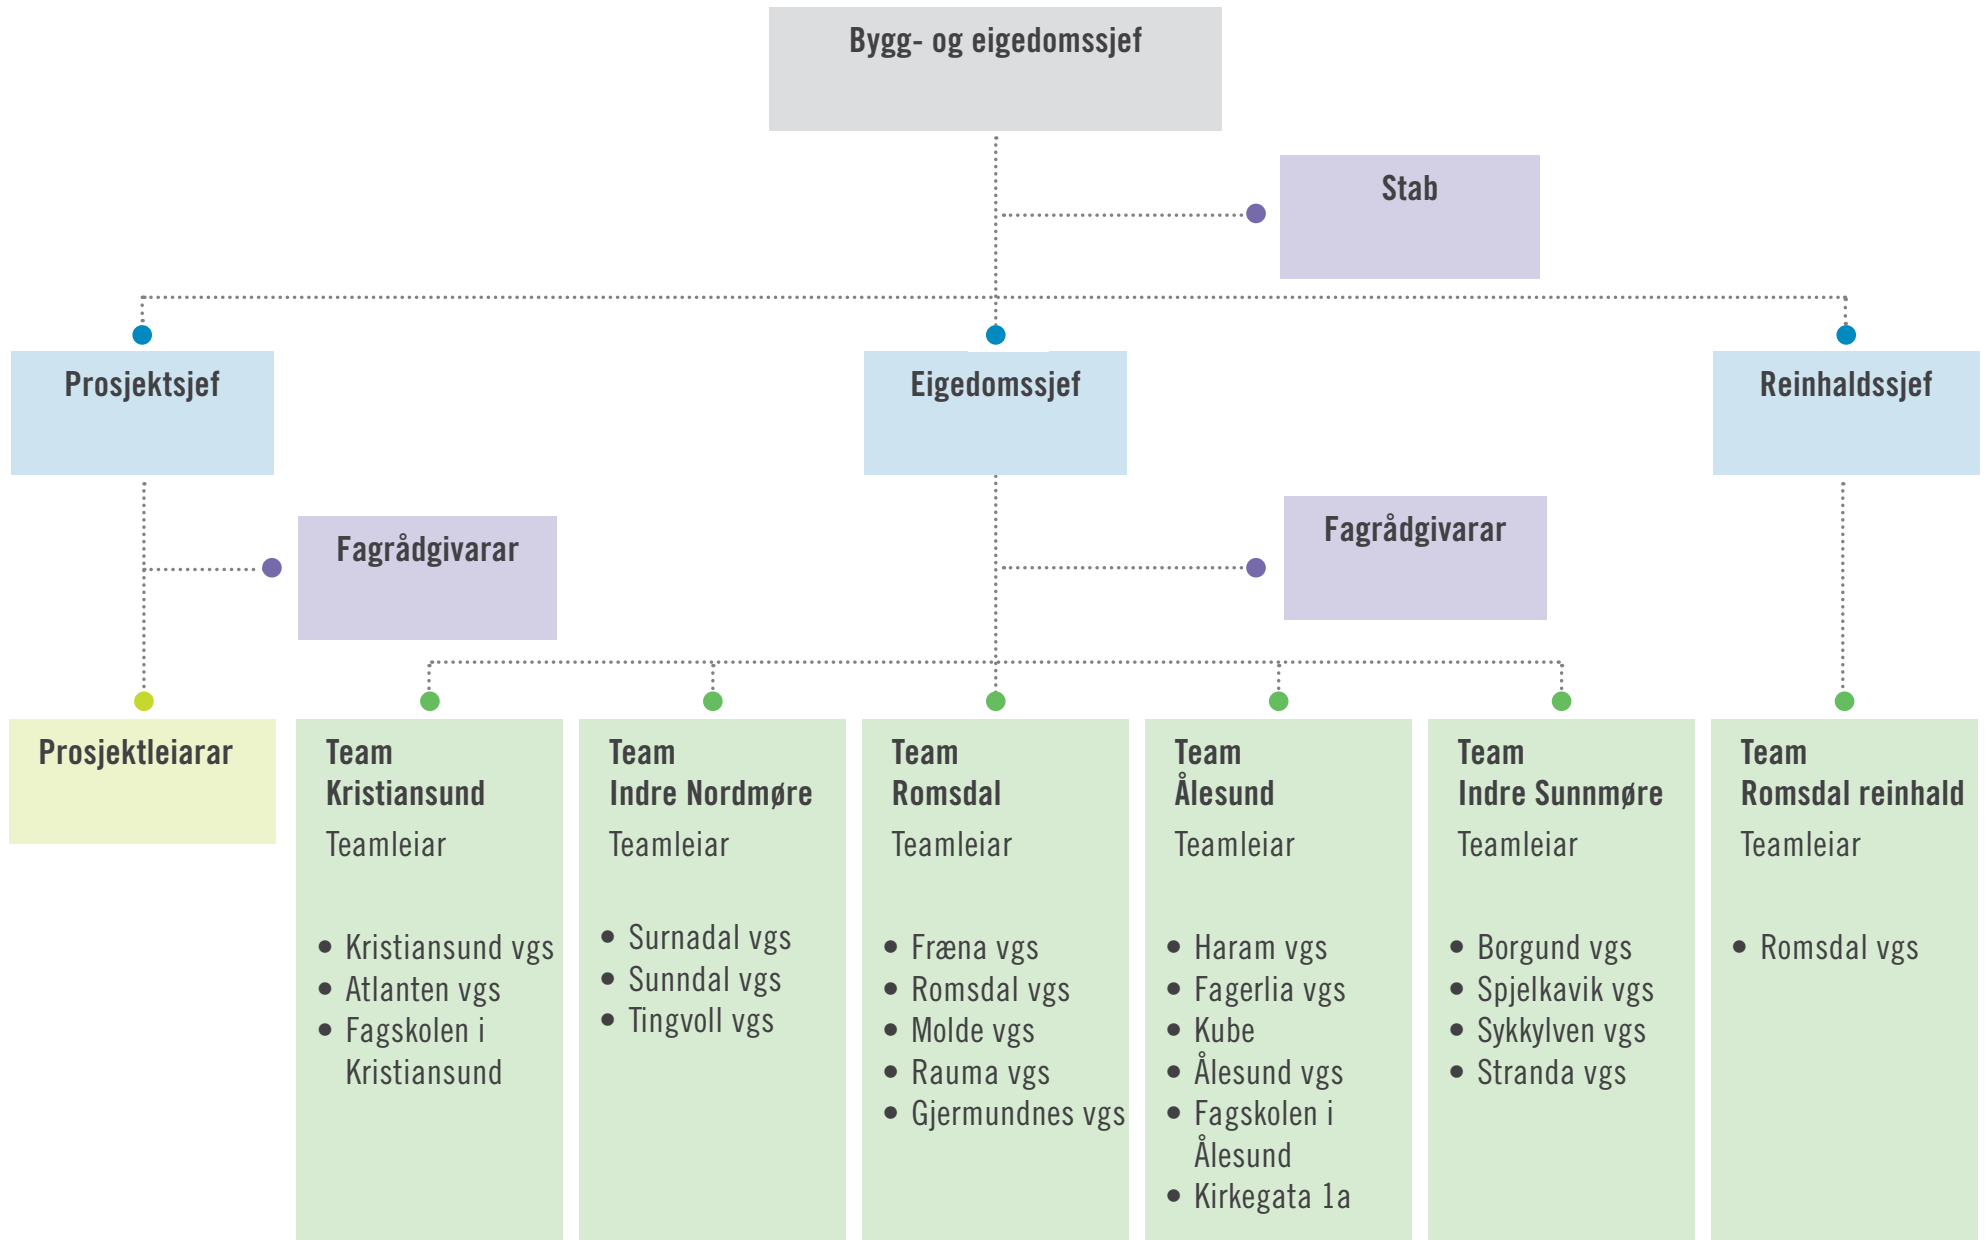 Bygg- og eigedomssjef
Stab
Prosjektsjef
Eigedomssjef
Reinhaldssjef
Fagrådgivarar
Fagrådgivarar
Prosjektleiarar
Team
Kristiansund
Teamleiar
• Kristiansund vgs
• Atlanten vgs
• Fagskolen i
Kristiansund
Team
Indre Nordmøre
Teamleiar
• Surnadal vgs
• Sunndal vgs
• Tingvoll vgs
Team
Romsdal
Teamleiar
• Fræna vgs
• Romsdal vgs
• Molde vgs
• Rauma vgs
• Gjermundnes vgs
Team
Ålesund
Teamleiar
• Haram vgs
• Fagerlia vgs
• Kube
• Ålesund vgs
• Fagskolen i
Ålesund
• Kirkegata 1a
Team
Indre Sunnmøre
Teamleiar
• Borgund vgs
• Spjelkavik vgs
• Sykkylven vgs
• Stranda vgs
Team
Romsdal reinhald
Teamleiar
• Romsdal vgs